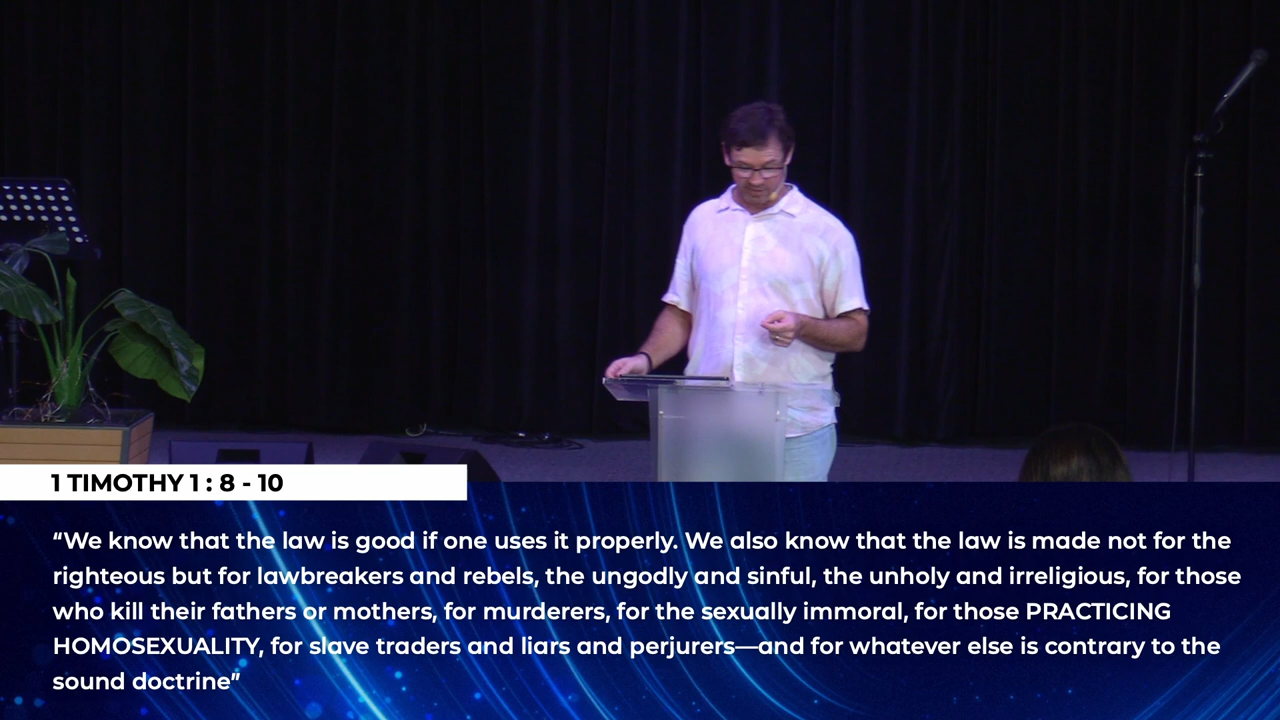 1 TIMOTHY 1 : 8 - 10
“We know that the law is good if one uses it properly. We also know that the law is made not for the
righteous but for lawbreakers and rebels, the ungodly and sinful, the unholy and irreligious, for those
who kill their fathers or mothers, for murderers, for the sexually immoral, for those PRACTICING
HOMOSEXUALITY, for slave traders and liars and perjurers—and for whatever else is contrary to the
sound doctrine”